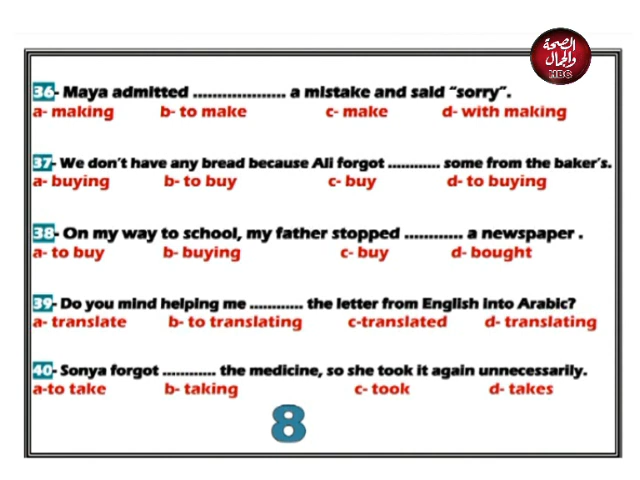 الصحة
والجمال
MBC
36- Maya admitted ................... a mistake and said “sorry”.
a- making b- to make c- make d- with making
37- We don’t have any bread because Ali forgot ............ some from the baker’s.
a- buying b- to buy c- buy d- to buying
38- On my way to school, my father stopped ............ a newspaper .
a- to buy b- buying c- buy d- bought
39- Do you mind helping me ............ the letter from English into Arabic?
a- translate b- to translating c-translated d- translating
40- Sonya forgot ............ the medicine, so she took it again unnecessarily.
a-to take b- taking c- took d- takes
8